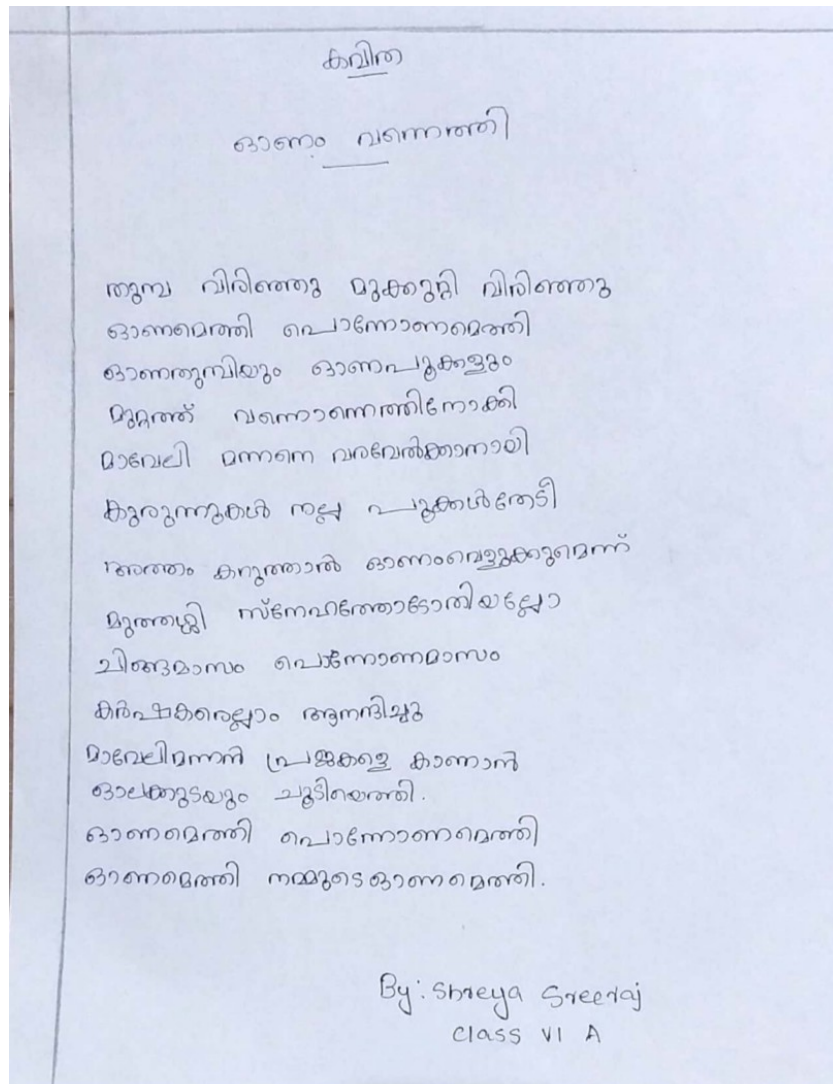 കവിത
ഓണം വന്നെത്തി
തുമ്പ വിരിഞ്ഞു മുക്കുറ്റി വിരിഞ്ഞു
ഓണമെത്തി പൊന്നോണമെത്തി
ഓണതുമ്പിയും ഓണപൂക്കളും
മുറ്റത്ത് വന്നൊന്നെത്തിനോക്കി
മാവേലി മന്നനെ വരവേൽക്കാനായി
കുരുന്നുകൾ നല്ല പൂക്കൾതേടി
അത്തം കറുത്താൽ ഓണംവെളുക്കുമെന്ന്
മുത്തശ്ശി സ്നേഹത്തോടോതിയല്ലോ
ചിങ്ങമാസം പൊന്നോണമാസം
കർഷകരെല്ലാം ആനന്ദിച്ചു
മാവേലിമന്നൻ പ്രജകളെ കാണാൻ
ഓലക്കുടയും ചൂടിയെത്തി.
ഓണമെത്തി പൊന്നോണമെത്തി
ഓണമെത്തി നമ്മുടെ ഓണമെത്തി.
By: Shreya Sreeraj
Class VI A